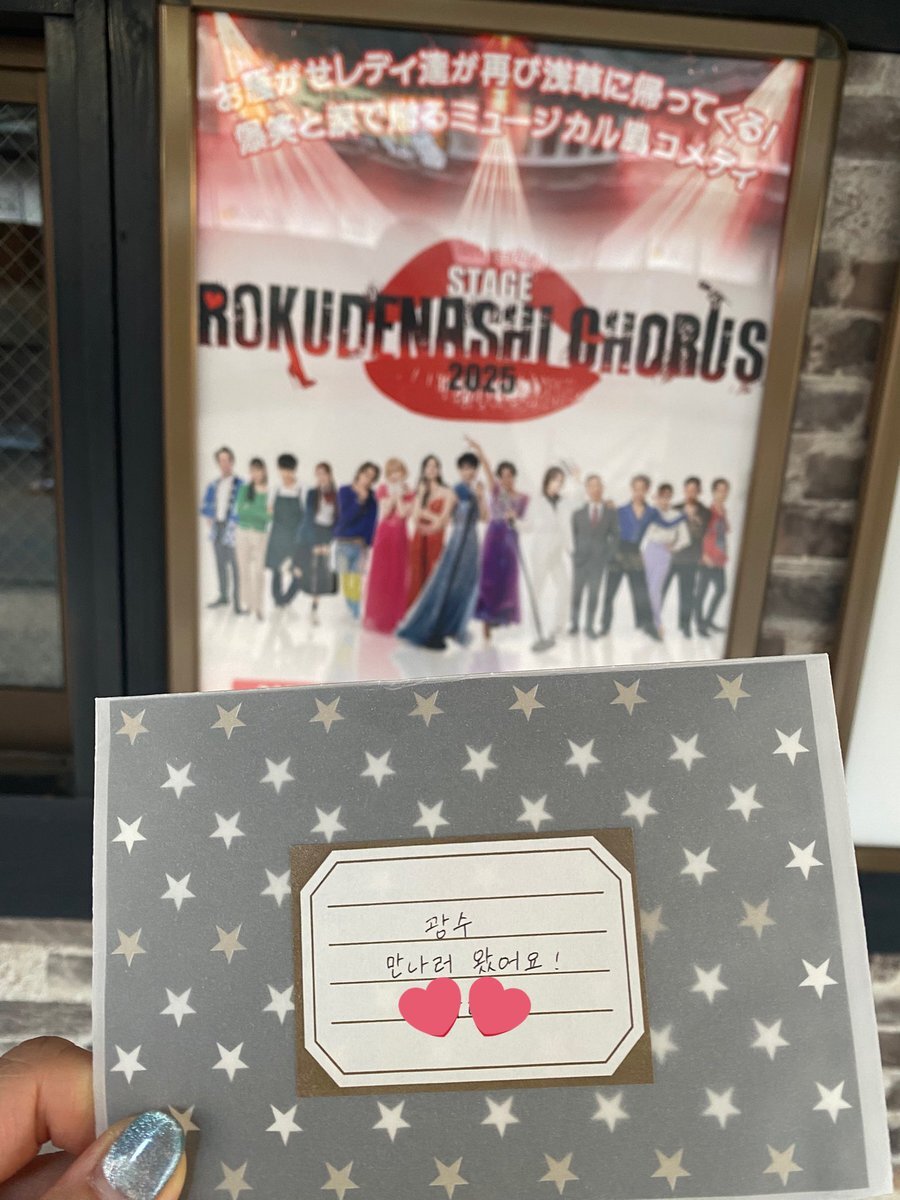 お騒がせレディ達が再び浅草に帰ってくる!
爆笑と涙で贈るミュージカル風コメディ
STAGE
ROKUDENASHI CHORUS
2025
광수
만나러 왔어요!